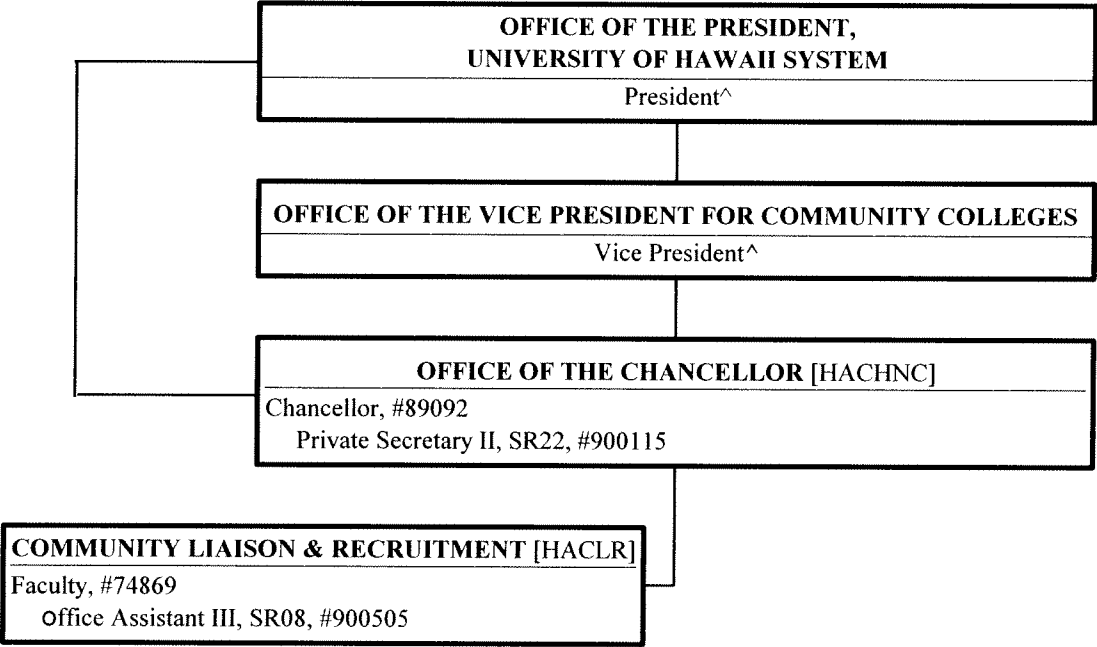 OFFICE OF THE PRESIDENT,
UNIVERSITY OF HAWAII SYSTEM
President^
OFFICE OF THE VICE PRESIDENT FOR COMMUNITY COLLEGES
Vice President^
OFFICE OF THE CHANCELLOR [HACHNC]
Chancellor, #89092
Private Secretary II, SR22, #900115
COMMUNITY LIAISON & RECRUITMENT [HACLR]
Faculty, #74869
Office Assistant III, SR08, #900505